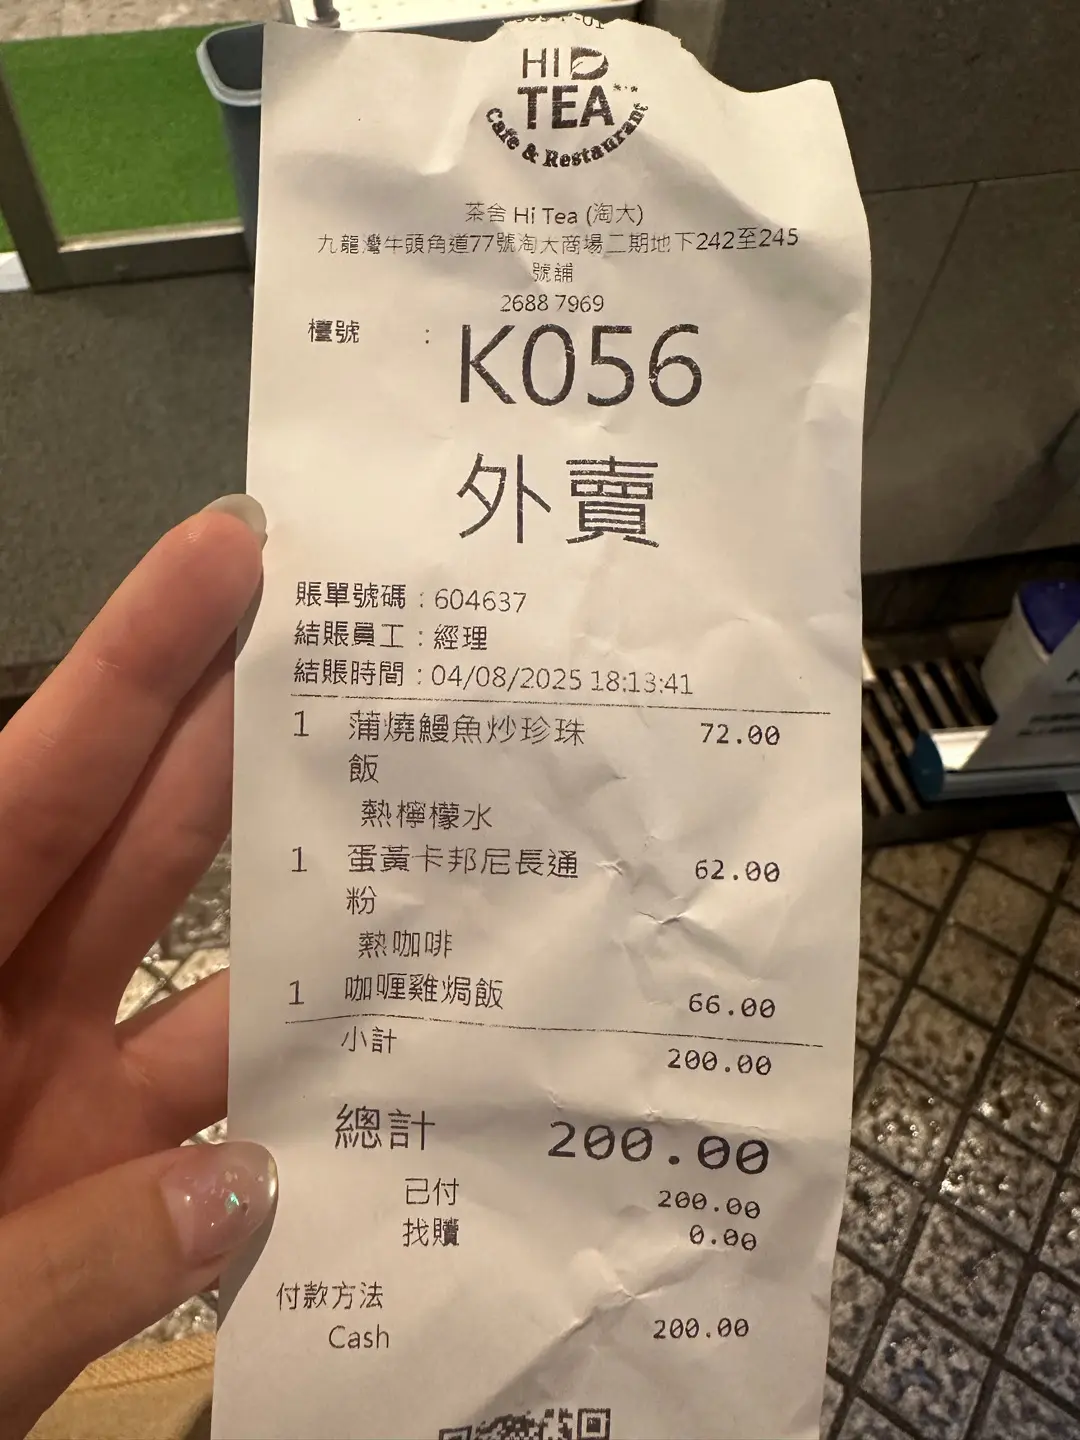 HI
TEA
Cafe & Restaurant
茶舍 Hi Tea (淘大)
九龍灣牛頭角道77號淘大商場二期地下242至245
號舖
2688 7969
檯號 : K056
外賣
賬單號碼 : 604637
結賬員工 : 經理
結賬時間 : 04/08/2025 18:13:41
1 蒲燒鰻魚炒珍珠 72.00
飯
熱檸檬水
1 蛋黃卡邦尼長通 62.00
粉
熱咖啡
1 咖喱雞焗飯 66.00
小計 200.00
總計 200.00
已付 200.00
找贖 0.00
付款方法
Cash 200.00